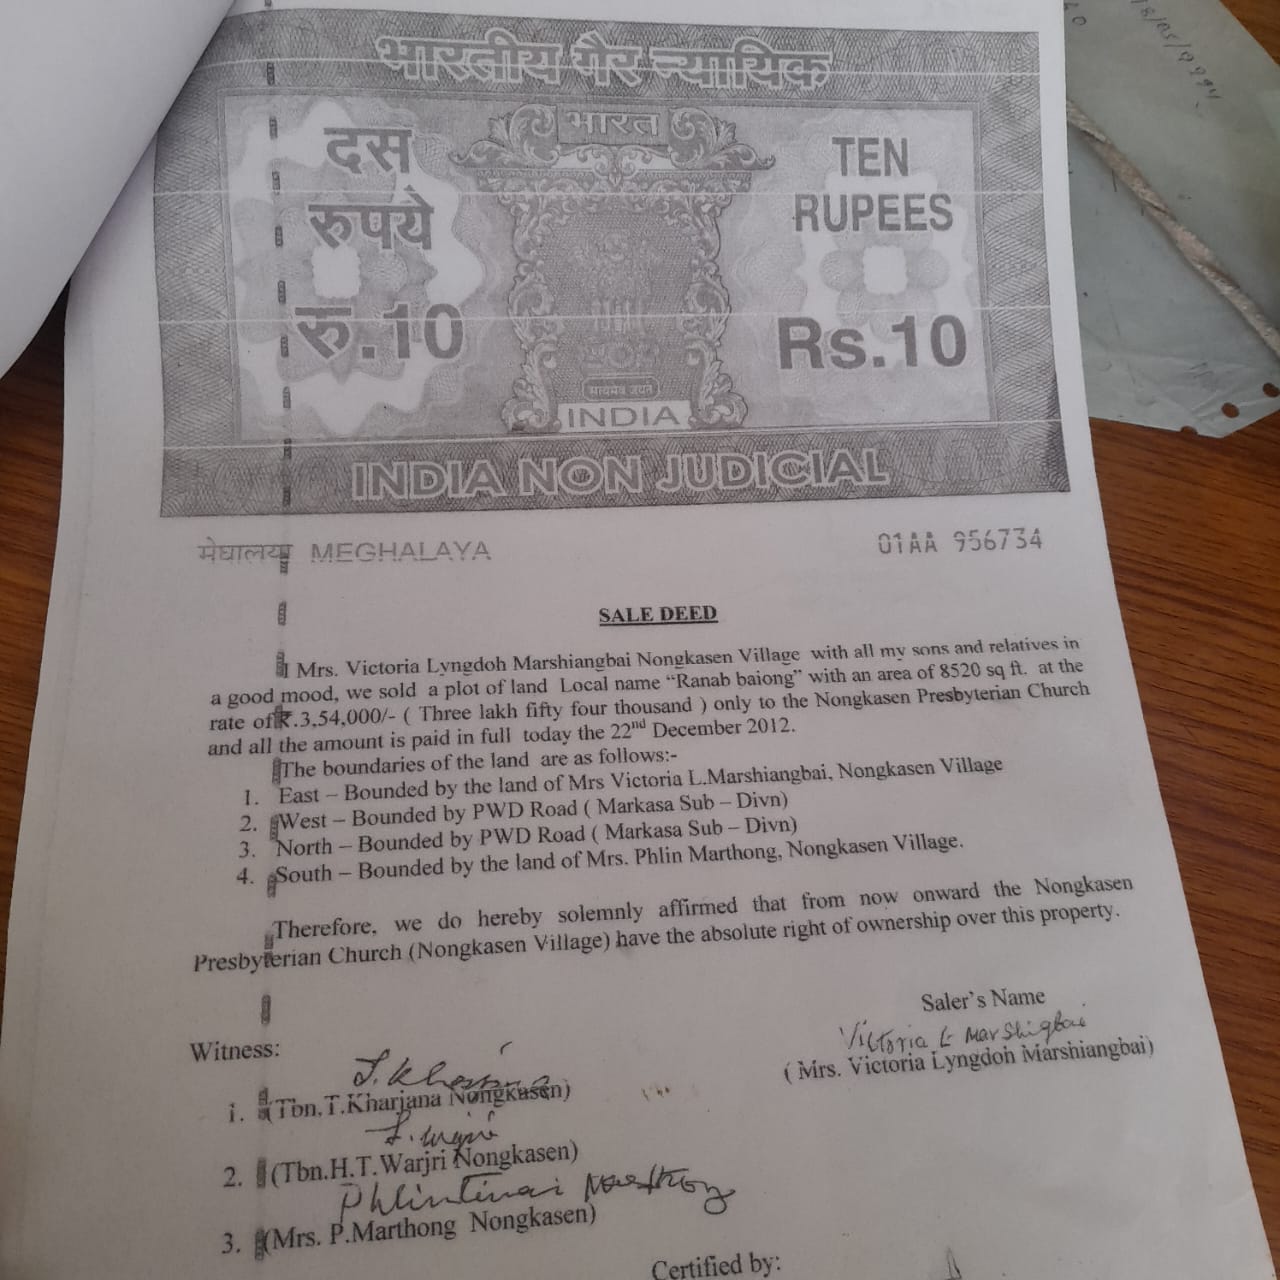 भारतीय गैर न्यायिक
भारत
दस
रुपये
रु.10
TEN
RUPEES
Rs.10
सत्यमेव जयते
INDIA
INDIA NON JUDICIAL
मेघालया MEGHALAYA
01AA 956734
SALE DEED
I Mrs. Victoria Lyngdoh Marshiangbai Nongkasen Village with all my sons and relatives in
a good mood, we sold a plot of land Local name “Ranab baiong” with an area of 8520 sq ft. at the
rate of ₹.3,54,000/- ( Three lakh fifty four thousand ) only to the Nongkasen Presbyterian Church
and all the amount is paid in full today the 22nd December 2012.
The boundaries of the land are as follows:-
1. East – Bounded by the land of Mrs Victoria L.Marshiangbai, Nongkasen Village
2. West – Bounded by PWD Road ( Markasa Sub – Divn)
3. North – Bounded by PWD Road ( Markasa Sub – Divn)
4. South – Bounded by the land of Mrs. Phlin Marthong, Nongkasen Village.
Therefore, we do hereby solemnly affirmed that from now onward the Nongkasen
Presbyterian Church (Nongkasen Village) have the absolute right of ownership over this property.
Saler’s Name
Victoria L Marshigbai
( Mrs. Victoria Lyngdoh Marshiangbai)
Witness:
1. (Tbn.T.Kharjana Nongkasen)
2. (Tbn.H.T.Warjri Nongkasen)
3. (Mrs. P.Marthong Nongkasen)
Certified by: